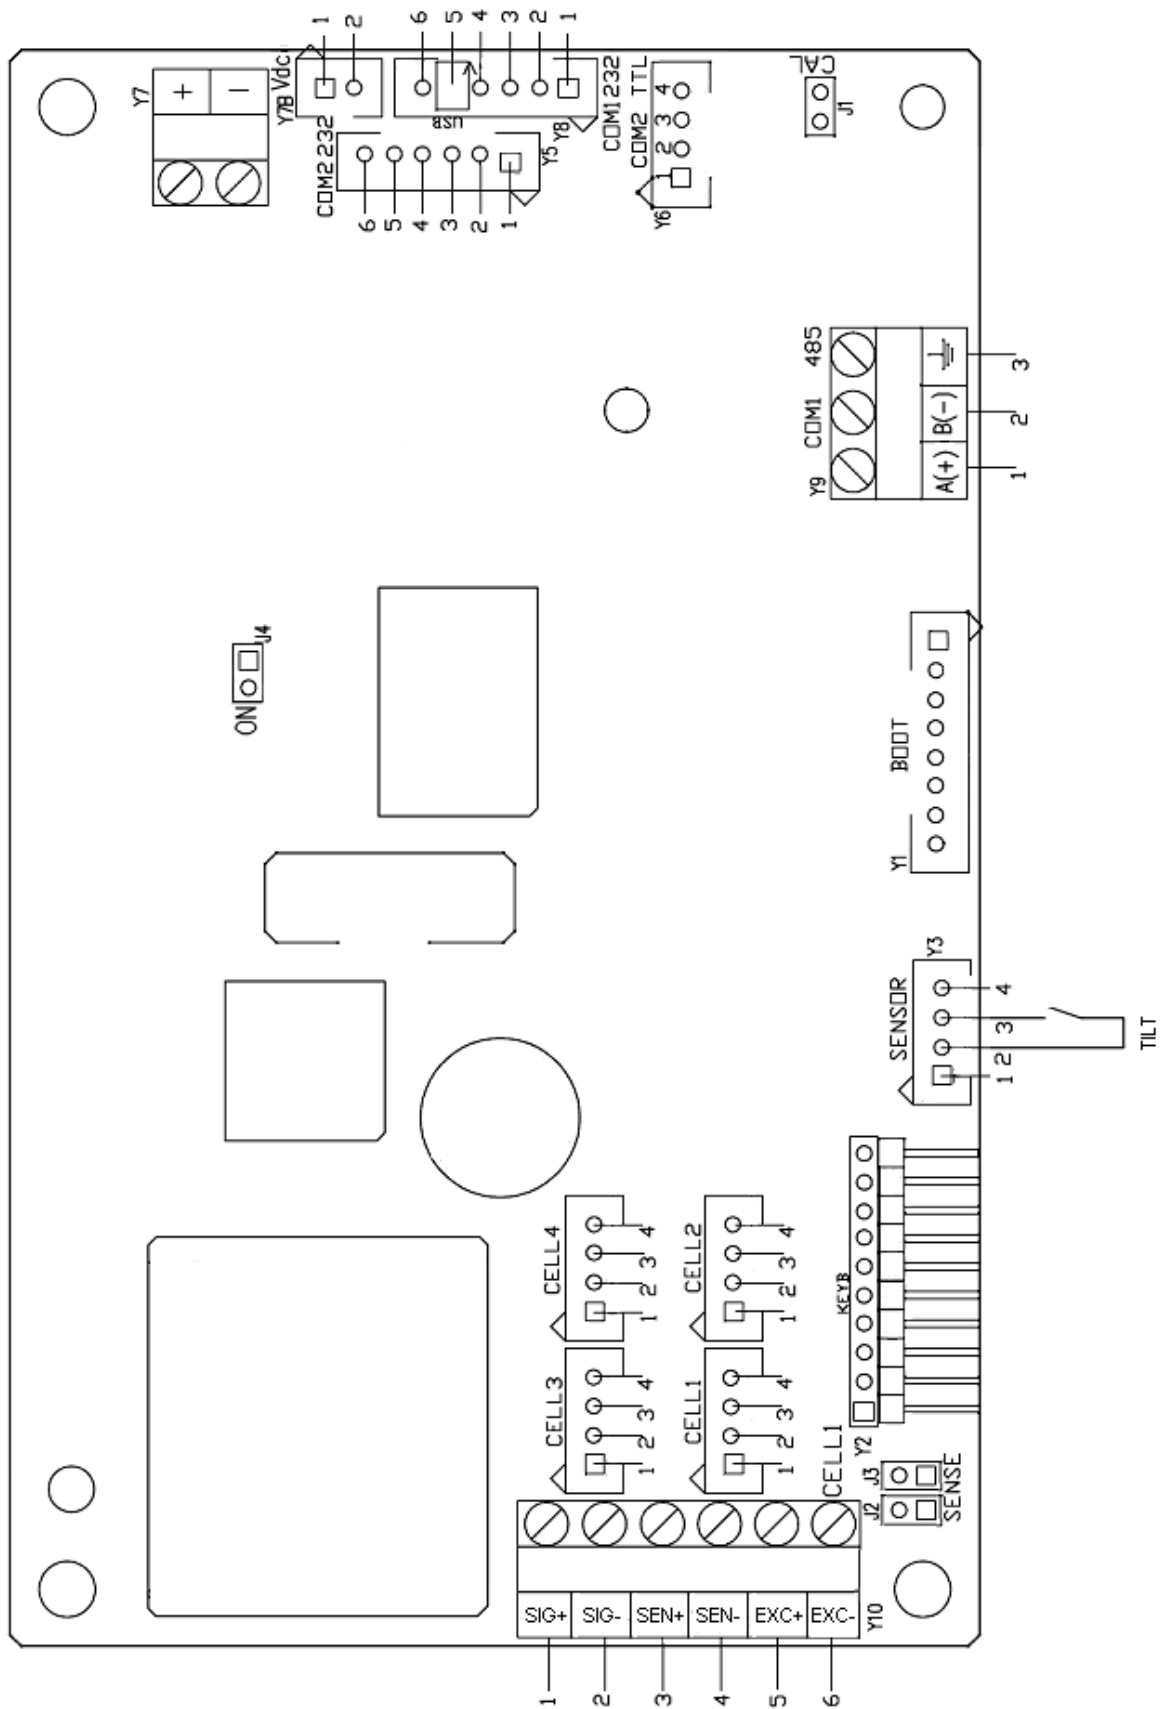 Y7
+
−
Y7B
Vdc
1
2
6
5
4
3
2
1
USB
Y8
COM1 232
COM2 232
Y5
6
5
4
3
2
1
COM2 TTL
1
2
3
4
Y6
CAL
J1
COM1 485
Y9
A(+)
B(-)
1
2
3
J4
ON
BOOT
Y1
SENSOR
Y3
1
2
3
4
TILT
CELL4
1
2
3
4
CELL2
1
2
3
4
CELL3
1
2
3
4
CELL1
1
2
3
4
KEYB
Y2
CELL1
J3
J2
SENSE
SIG+
SIG-
SEN+
SEN-
EXC+
EXC-
Y10
1
2
3
4
5
6